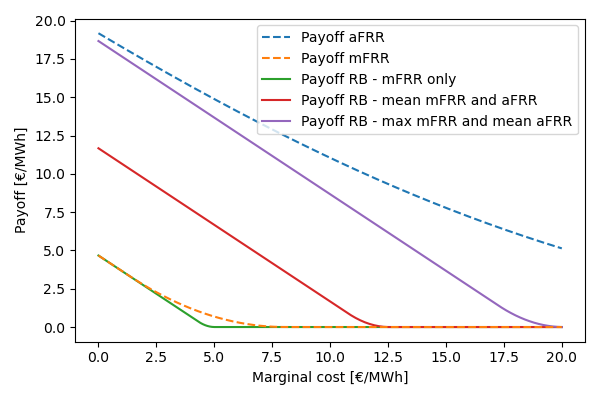 20.0
17.5
15.0
12.5
10.0
7.5
5.0
2.5
0.0
Payoff [€/MWh]
Payoff aFRR
Payoff mFRR
Payoff RB - mFRR only
Payoff RB - mean mFRR and aFRR
Payoff RB - max mFRR and mean aFRR
0.0 2.5 5.0 7.5 10.0 12.5 15.0 17.5 20.0
Marginal cost [€/MWh]